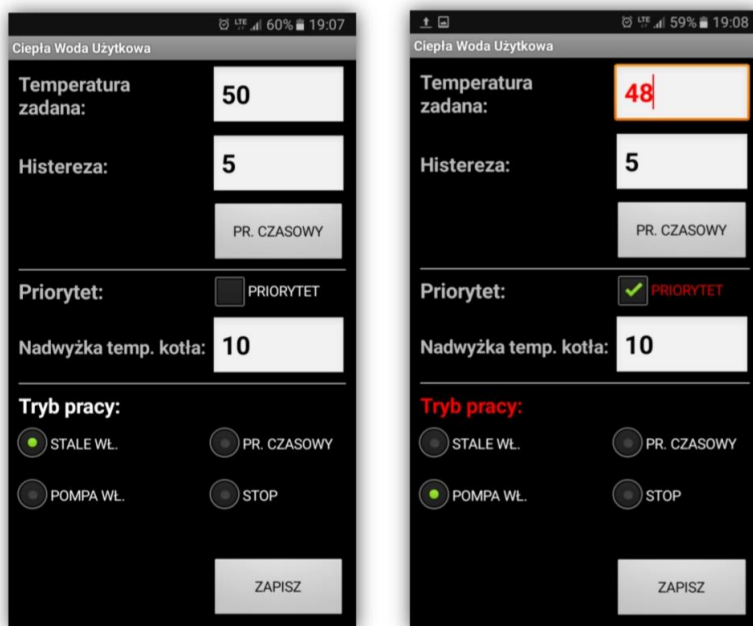 60% 19:07
Ciepła Woda Użytkowa
Temperatura
zadana:
50
Histereza:
5
PR. CZASOWY
Priorytet:
PRIORYTET
Nadwyżka temp. kotła:
10
Tryb pracy:
STALE WŁ.
PR. CZASOWY
POMPA WŁ.
STOP
ZAPISZ
LTE 59% 19:08
Ciepła Woda Użytkowa
Temperatura
zadana:
48
Histereza:
5
PR. CZASOWY
Priorytet:
PRIORYTET
Nadwyżka temp. kotła:
10
Tryb pracy:
STALE WŁ.
PR. CZASOWY
POMPA WŁ.
STOP
ZAPISZ